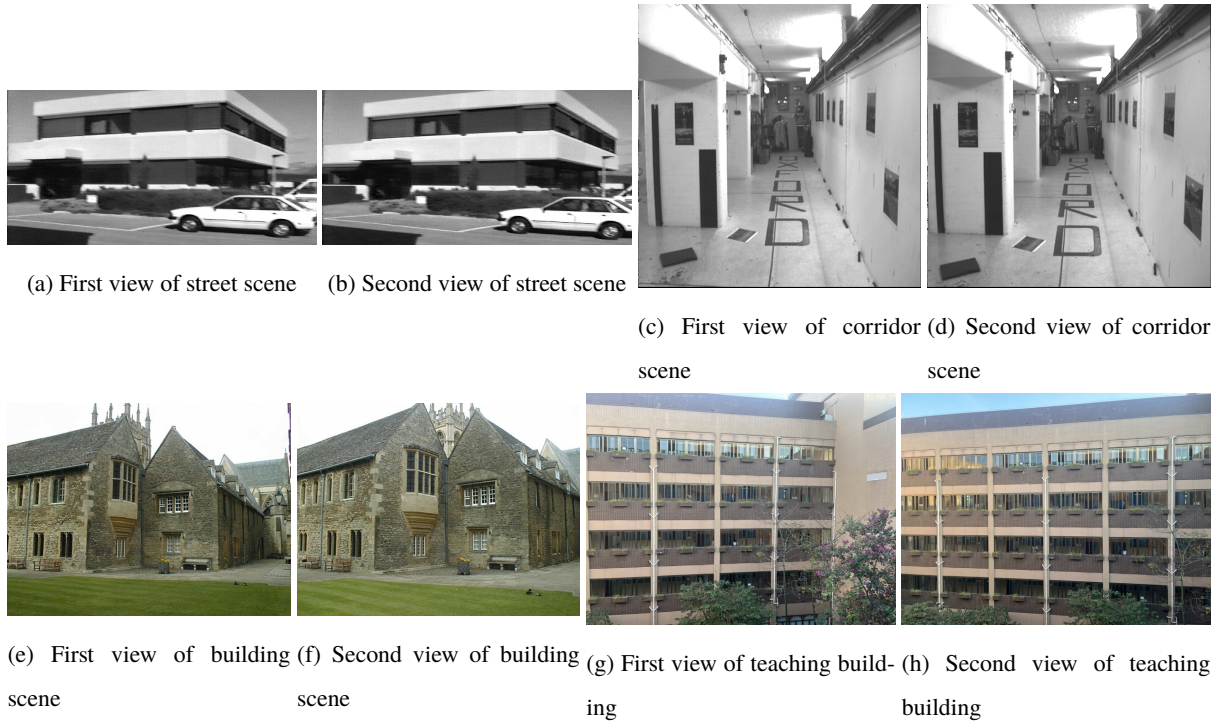 (a) First view of street scene
(b) Second view of street scene
(c) First view of corridor
scene
(d) Second view of corridor
scene
OXFORD
OXFORD
(e) First view of building
scene
(f) Second view of building
scene
(g) First view of teaching build-
ing
(h) Second view of teaching
building